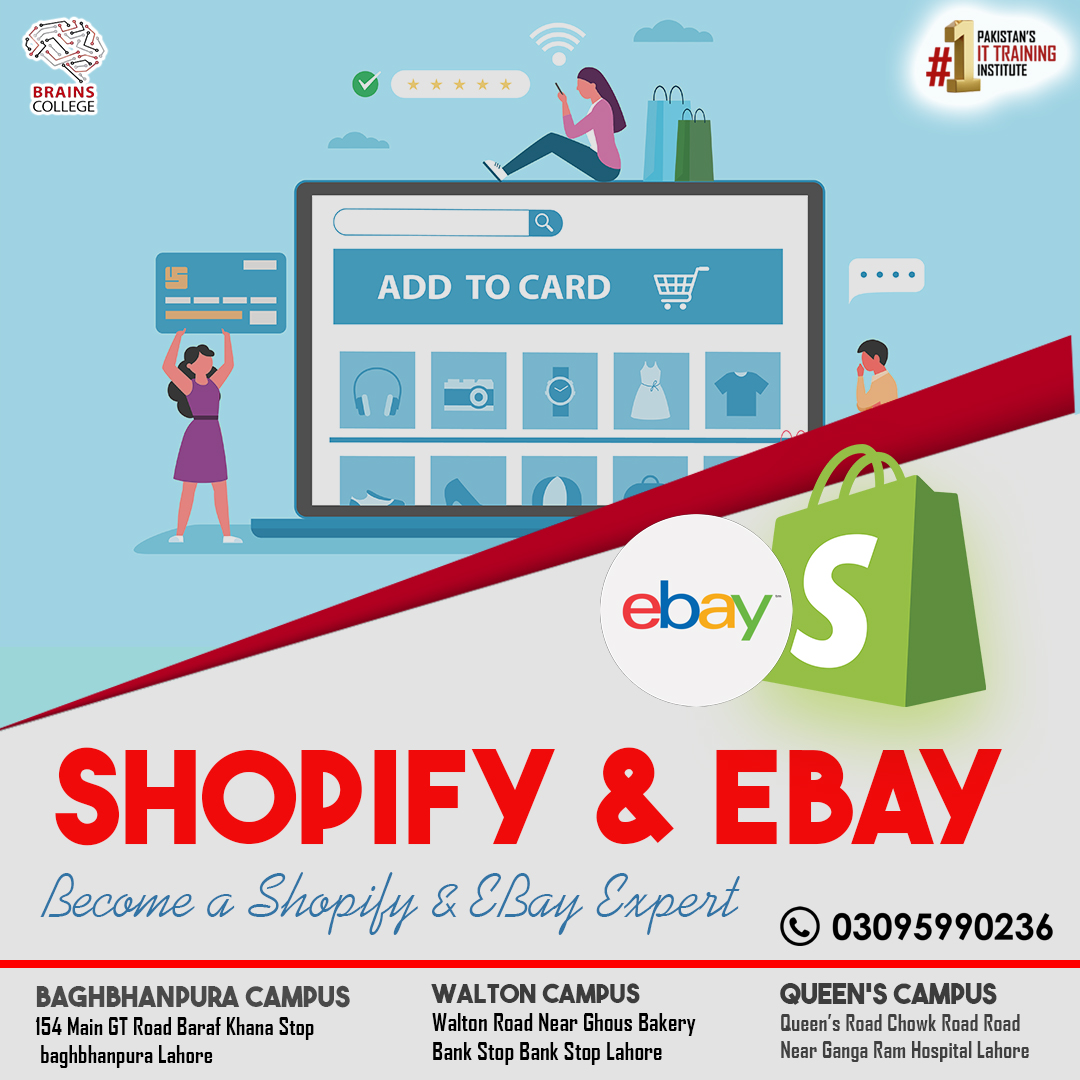 BRAINS
COLLEGE
#1
PAKISTAN'S
IT TRAINING
INSTITUTE
ADD TO CARD
ebay™
S
SHOPIFY & EBAY
Become a Shopify & EBay Expert
03095990236
BAGHBHANPURA CAMPUS
154 Main GT Road Baraf Khana Stop
baghbhanpura Lahore
WALTON CAMPUS
Walton Road Near Ghous Bakery
Bank Stop Bank Stop Lahore
QUEEN'S CAMPUS
Queen's Road Chowk Road Road
Near Ganga Ram Hospital Lahore